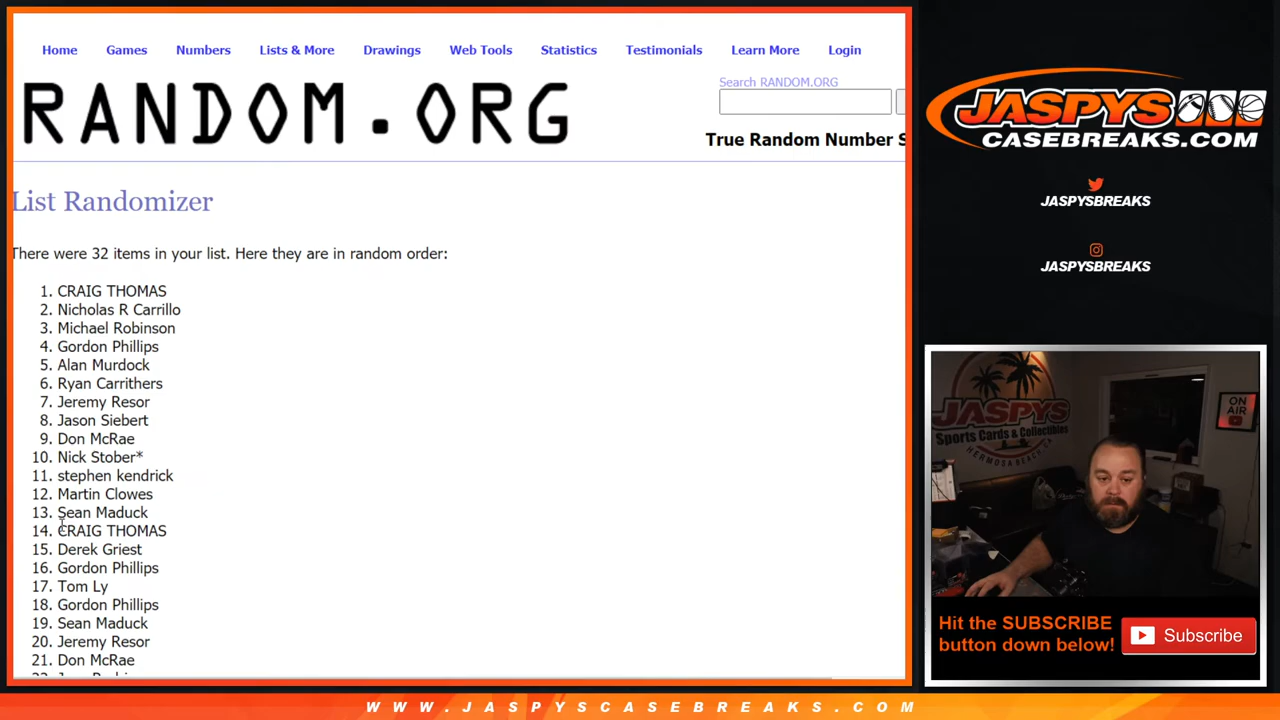 Home Games Numbers Lists & More Drawings Web Tools Statistics Testimonials Learn More Login
RANDOM.ORG
Search RANDOM.ORG
True Random Number S
List Randomizer
There were 32 items in your list. Here they are in random order:
1. CRAIG THOMAS
2. Nicholas R Carrillo
3. Michael Robinson
4. Gordon Phillips
5. Alan Murdock
6. Ryan Carrithers
7. Jeremy Resor
8. Jason Siebert
9. Don McRae
10. Nick Stober*
11. stephen kendrick
12. Martin Clowes
13. Sean Maduck
14. CRAIG THOMAS
15. Derek Griest
16. Gordon Phillips
17. Tom Ly
18. Gordon Phillips
19. Sean Maduck
20. Jeremy Resor
21. Don McRae
JASPYS
CASEBREAKS.COM
JASPYSBREAKS
JASPYSBREAKS
JASPYS
Sports Cards & Collectibles
HERMOSA BEACH
ON
AIR
Hit the SUBSCRIBE
button down below!
Subscribe
WWW.JASPYSCASEBREAKS.COM